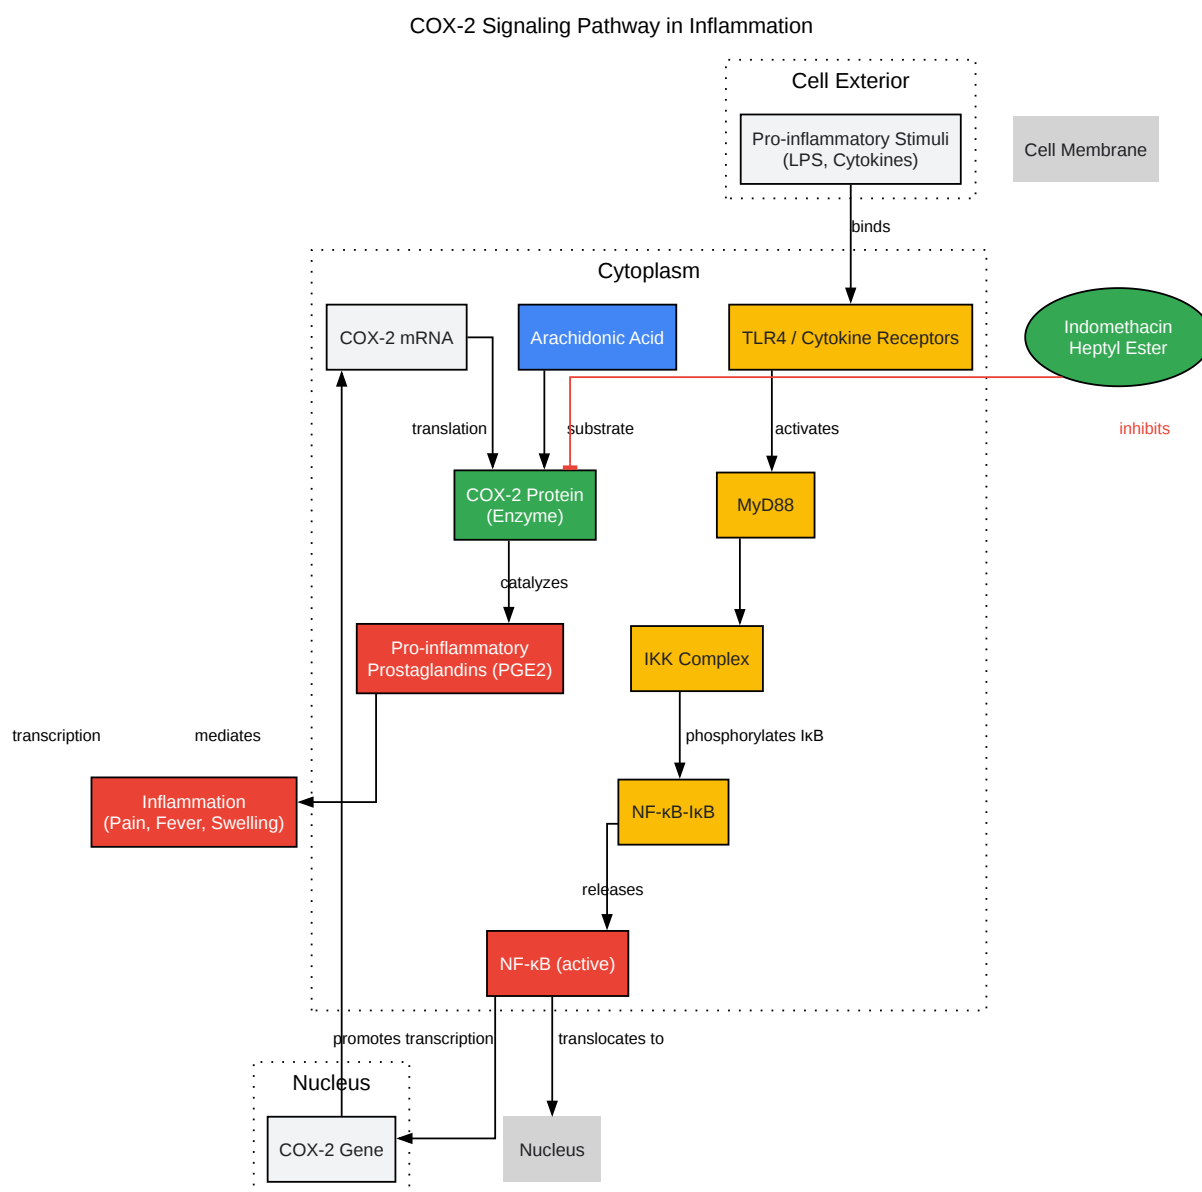 COX-2 Signaling Pathway in Inflammation
Cell Exterior
Pro-inflammatory Stimuli
(LPS, Cytokines)
Cell Membrane
binds
Cytoplasm
COX-2 mRNA
Arachidonic Acid
TLR4 / Cytokine Receptors
Indomethacin
Heptyl Ester
translation
substrate
activates
inhibits
COX-2 Protein
(Enzyme)
MyD88
catalyzes
Pro-inflammatory
Prostaglandins (PGE2)
IKK Complex
transcription
mediates
phosphorylates IκB
Inflammation
(Pain, Fever, Swelling)
NF-κB-IκB
releases
NF-κB (active)
promotes transcription
translocates to
Nucleus
COX-2 Gene
Nucleus